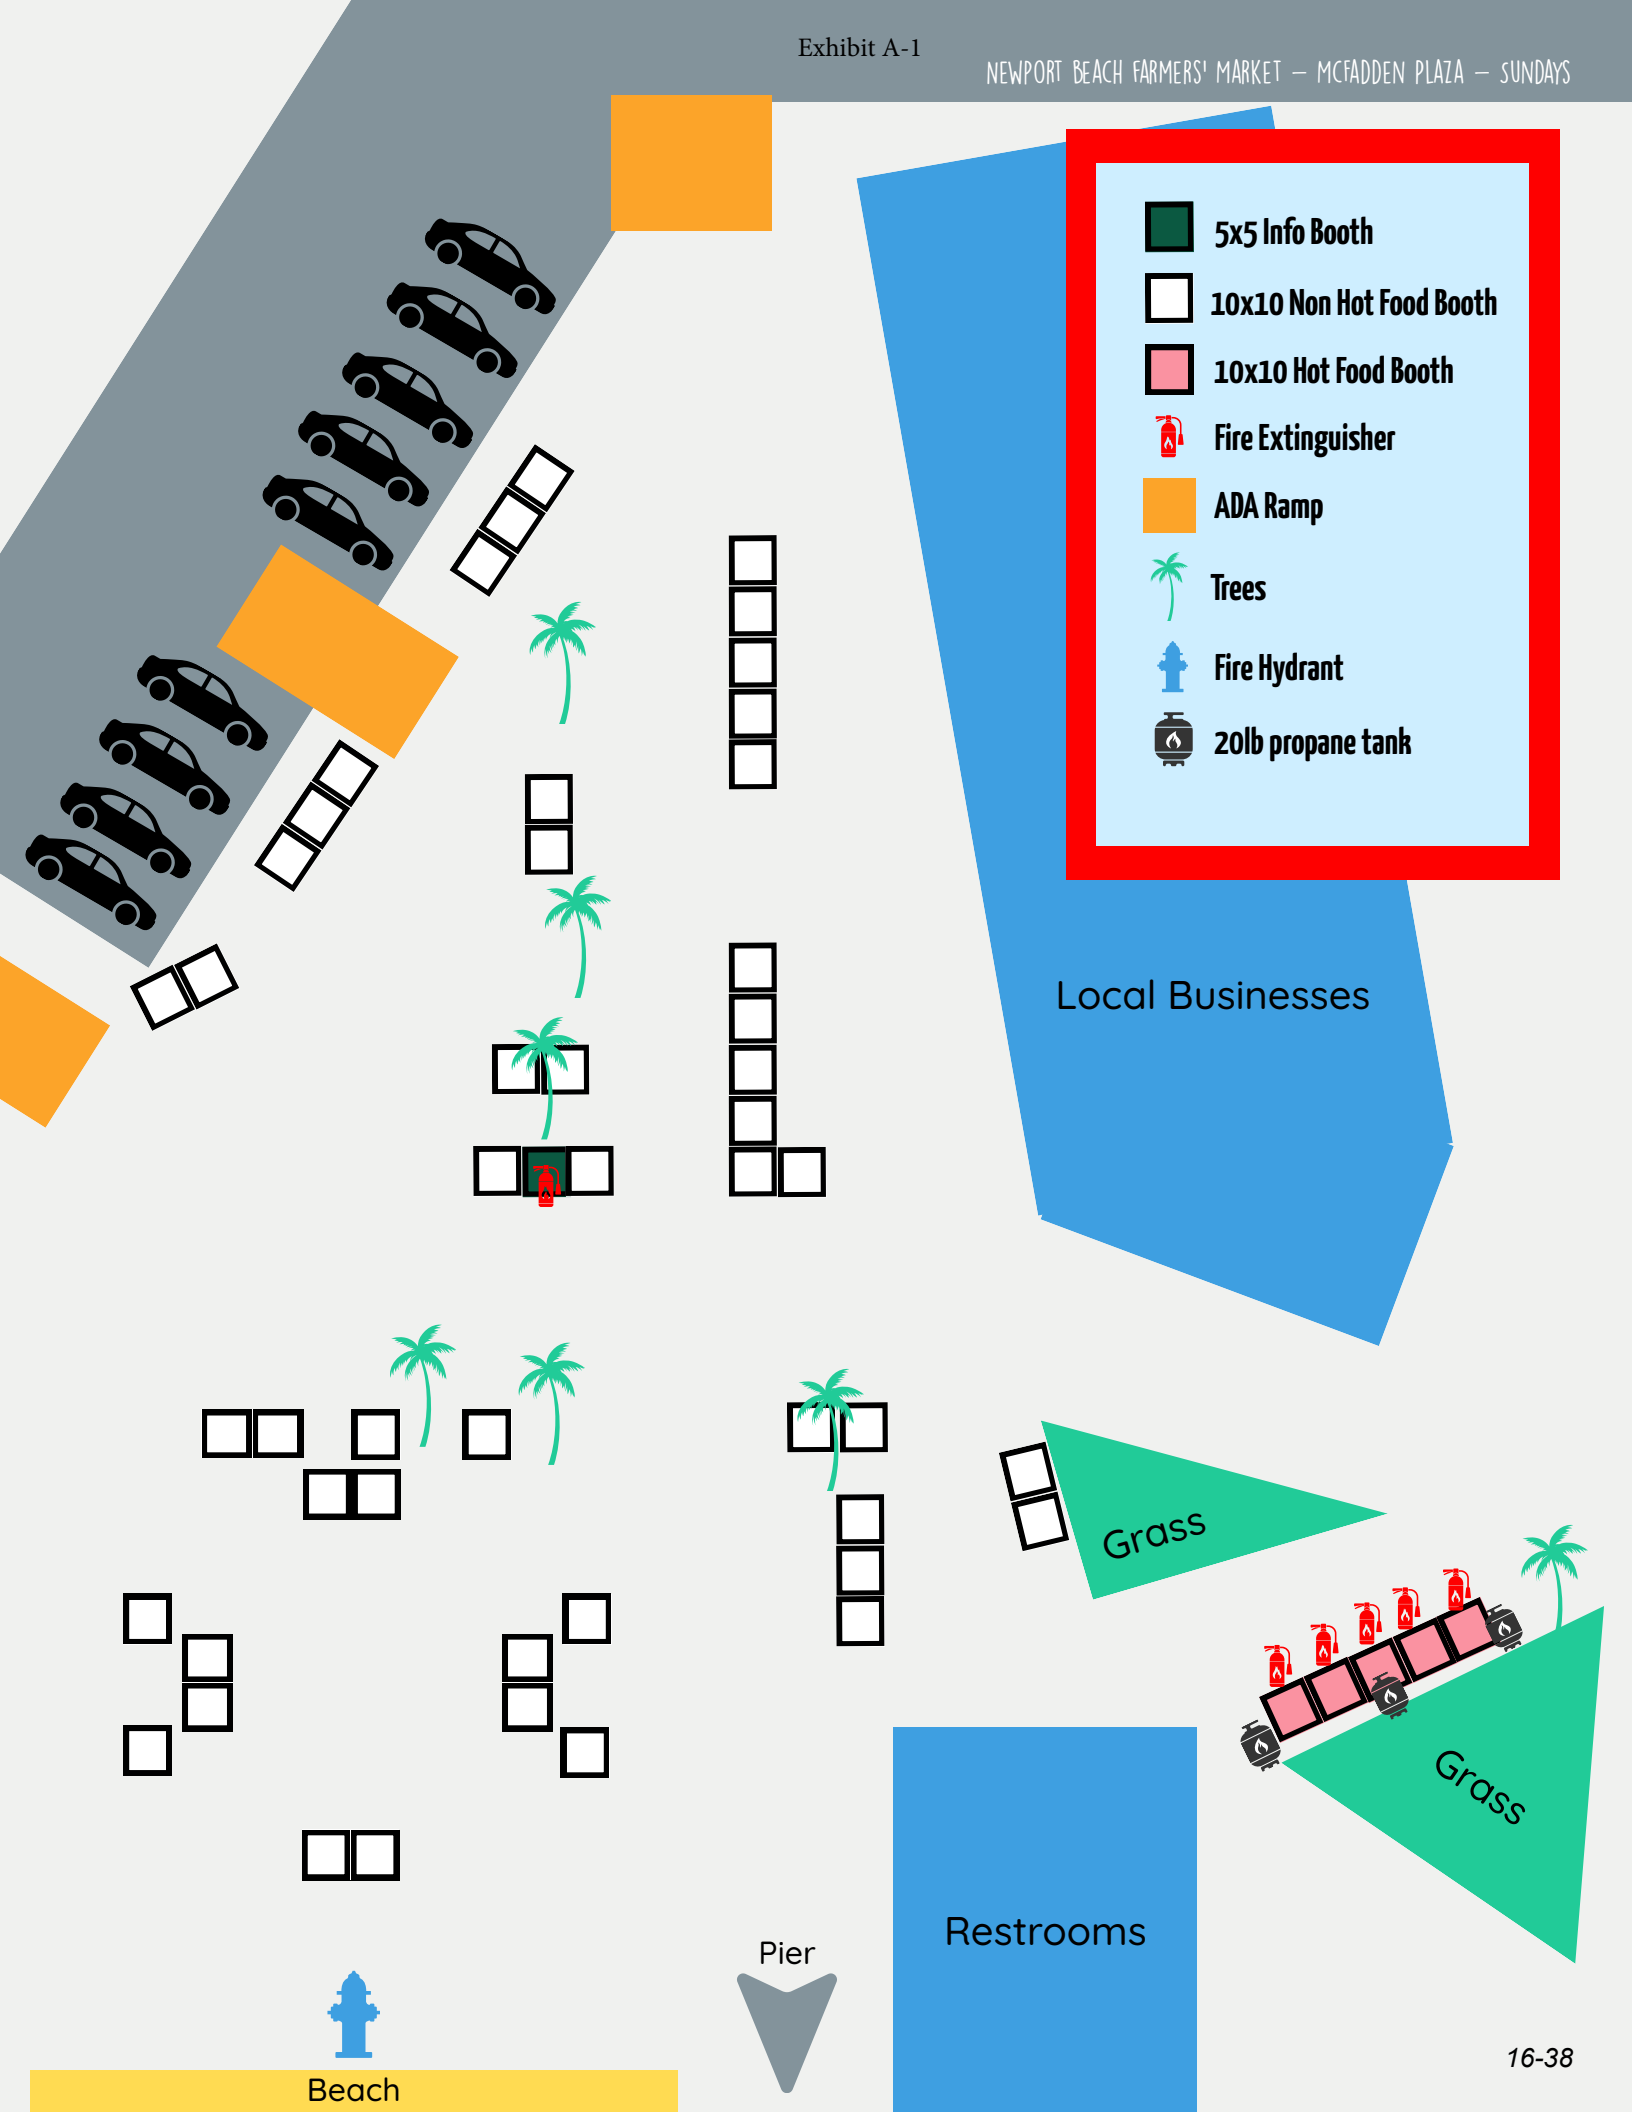 Exhibit A-1
NEWPORT BEACH FARMERS' MARKET – MCFADDEN PLAZA – SUNDAYS
5x5 Info Booth
10x10 Non Hot Food Booth
10x10 Hot Food Booth
Fire Extinguisher
ADA Ramp
Trees
Fire Hydrant
20lb propane tank
Local Businesses
Grass
Grass
Restrooms
Pier
16-38
Beach